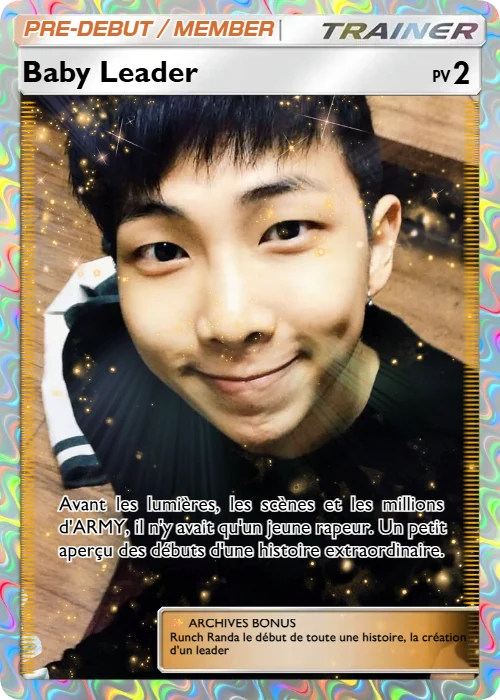 PRE-DEBUT / MEMBER
TRAINER
Baby Leader
PV 2
Avant les lumières, les scènes et les millions
d'ARMY, il n'y avait qu'un jeune rapeur. Un petit
aperçu des débuts d'une histoire extraordinaire.
ARCHIVES BONUS
Runch Randa le début de toute une histoire, la création
d'un leader